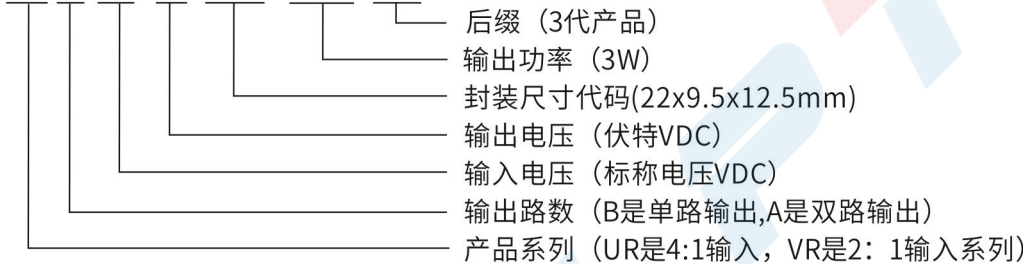 后缀（3代产品）
输出功率（3W）
封装尺寸代码(22x9.5x12.5mm)
输出电压（伏特VDC）
输入电压（标称电压VDC）
输出路数（B是单路输出,A是双路输出）
产品系列（UR是4:1输入，VR是2：1输入系列）